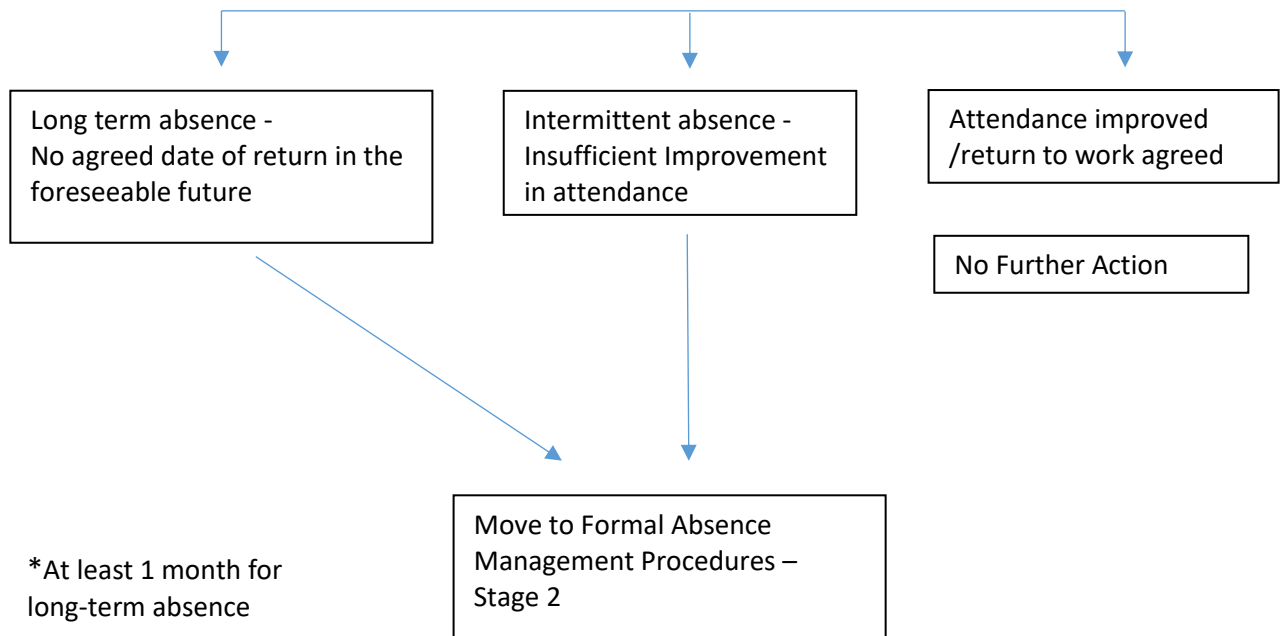 Long term absence -
No agreed date of return in the
foreseeable future
Intermittent absence -
Insufficient Improvement
in attendance
Attendance improved
/return to work agreed
No Further Action
Move to Formal Absence
Management Procedures –
Stage 2
*At least 1 month for
long-term absence